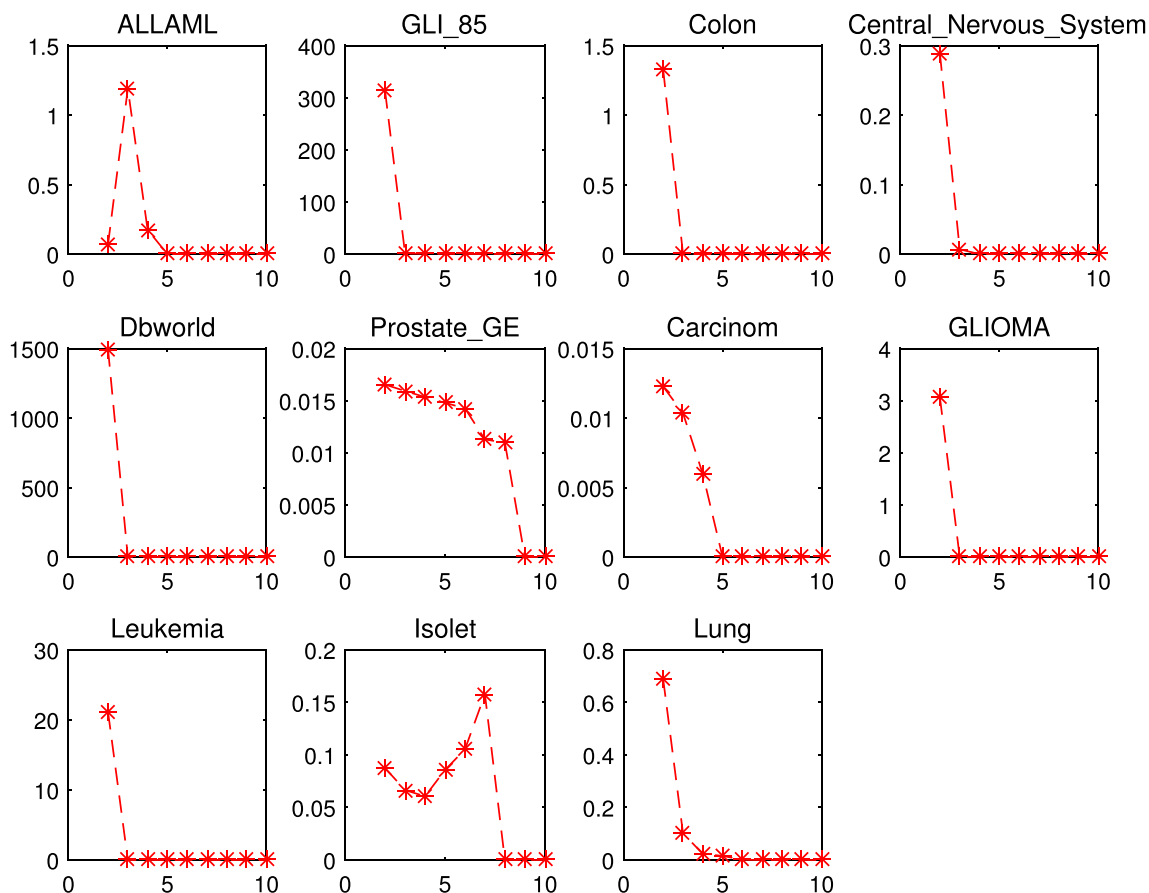 ALLAML GLI_85 Colon Central_Nervous_System
1.5 400 1.5 0.3
300
1 1 0.2
200
0.5 0.5 0.1
100
0 0 0 0
0 5 10 0 5 10 0 5 10 0 5 10
Dbworld Prostate_GE Carcinom GLIOMA
1500 0.02 0.015 4
0.015 3
1000 0.01
0.01 2
500 0.005
0.005 1
0 0 0 0
0 5 10 0 5 10 0 5 10 0 5 10
Leukemia Isolet Lung
30 0.2 0.8
0.15 0.6
20
0.1 0.4
10
0.05 0.2
0 0 0
0 5 10 0 5 10 0 5 10